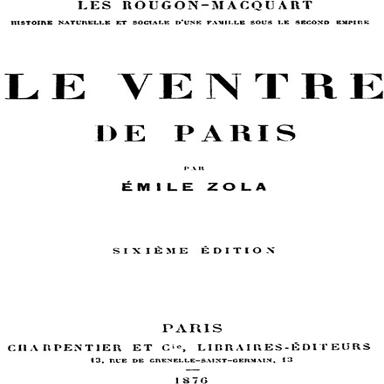 LES ROUGON-MACQUART
HISTOIRE NATURELLE ET SOCIALE D'UNE FAMILLE SOUS LE SECOND EMPIRE
LE VENTRE
DE PARIS
PAR
ÉMILE ZOLA
SIXIÈME ÉDITION
PARIS
CHARPENTIER ET Cie, LIBRAIRES-ÉDITEURS
13, RUE DE GRENELLE-SAINT-GERMAIN, 13
1876